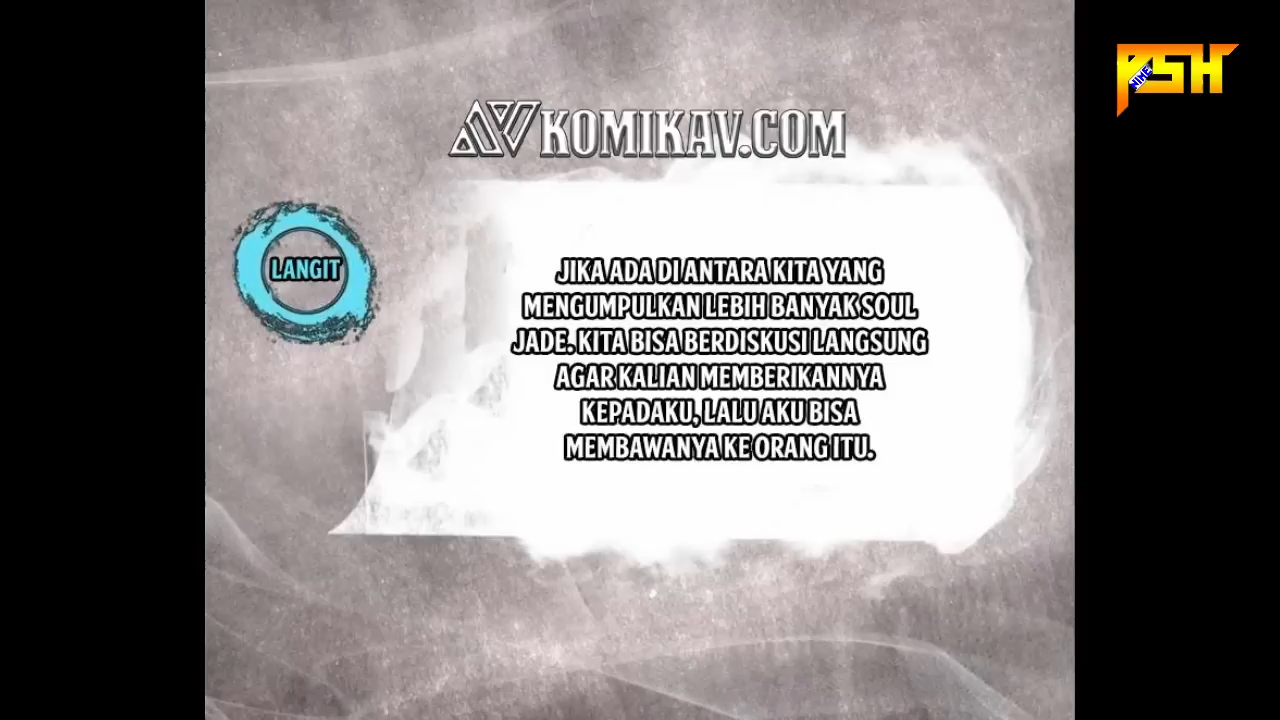 PSH
TIME
KOMIKAV.COM
LANGIT
JIKA ADA DI ANTARA KITA YANG
MENGUMPULKAN LEBIH BANYAK SOUL
JADE. KITA BISA BERDISKUSI LANGSUNG
AGAR KALIAN MEMBERIKANNYA
KEPADAKU, LALU AKU BISA
MEMBAWANYA KE ORANG ITU.